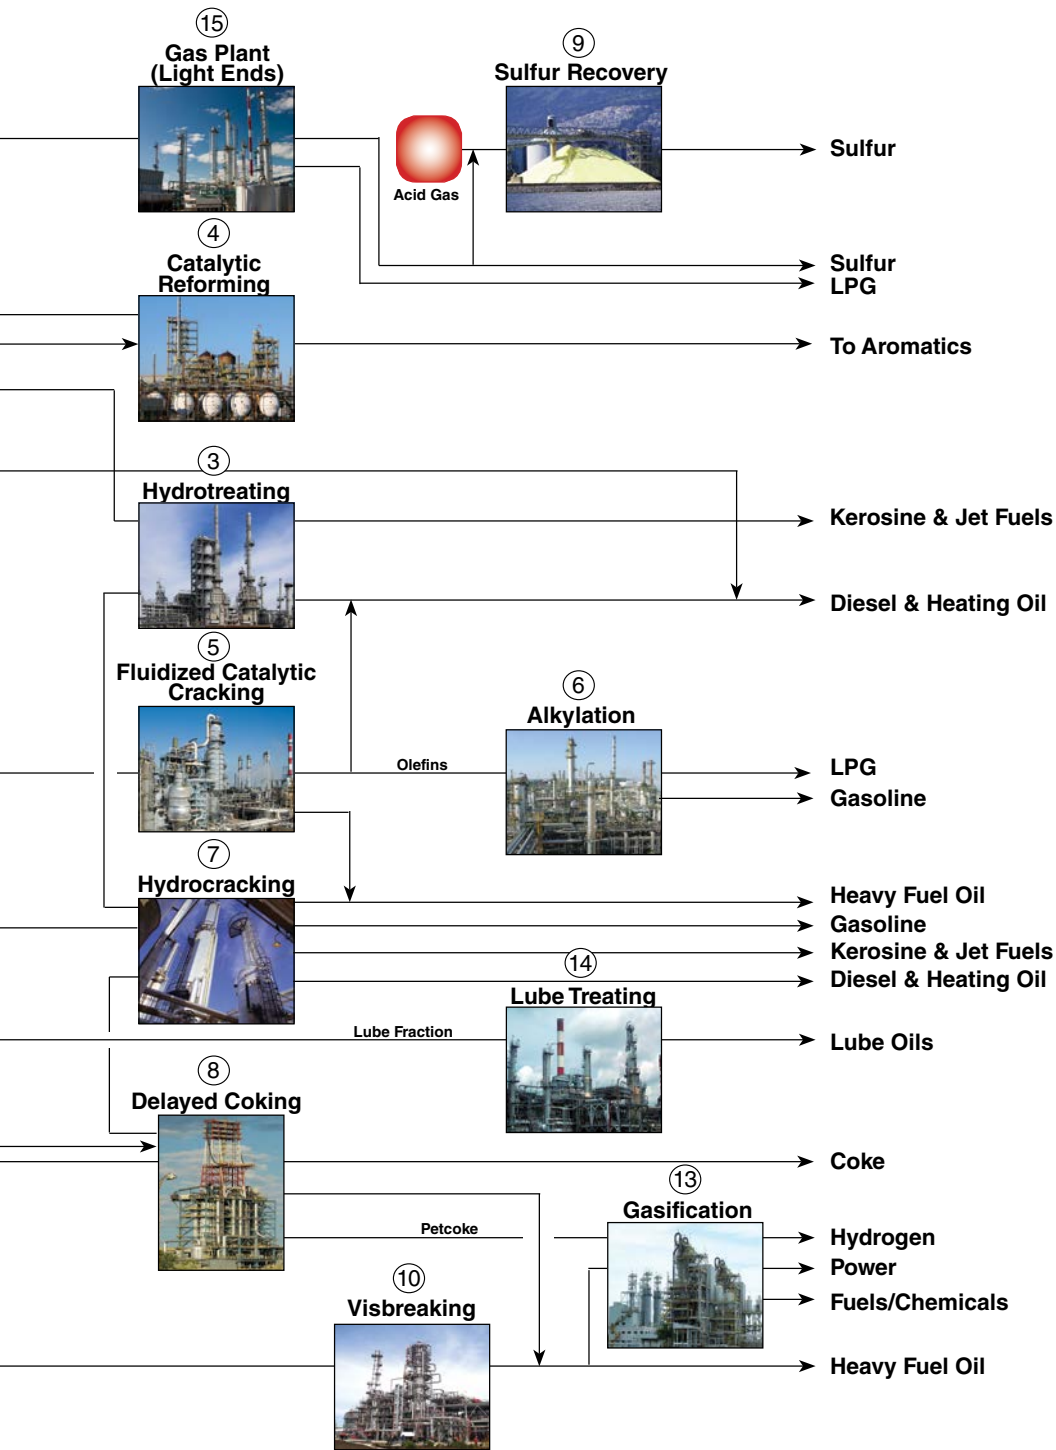 15
Gas Plant
(Light Ends)
9
Sulfur Recovery
Sulfur
Acid Gas
4
Catalytic
Reforming
Sulfur
LPG
To Aromatics
3
Hydrotreating
Kerosine & Jet Fuels
Diesel & Heating Oil
5
Fluidized Catalytic
Cracking
6
Alkylation
Olefins
LPG
Gasoline
7
Hydrocracking
Heavy Fuel Oil
Gasoline
Kerosine & Jet Fuels
Diesel & Heating Oil
14
Lube Treating
Lube Fraction
Lube Oils
8
Delayed Coking
Coke
13
Gasification
Petcoke
Hydrogen
Power
Fuels/Chemicals
10
Visbreaking
Heavy Fuel Oil